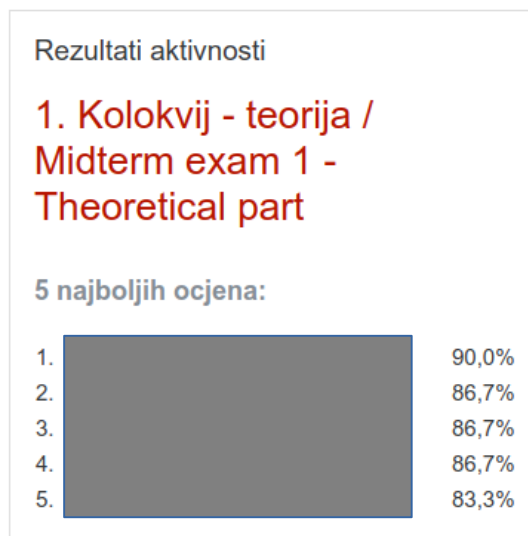 Rezultati aktivnosti
1. Kolokvij - teorija /
Midterm exam 1 -
Theoretical part
5 najboljih ocjena:
1. 90,0%
2. 86,7%
3. 86,7%
4. 86,7%
5. 83,3%